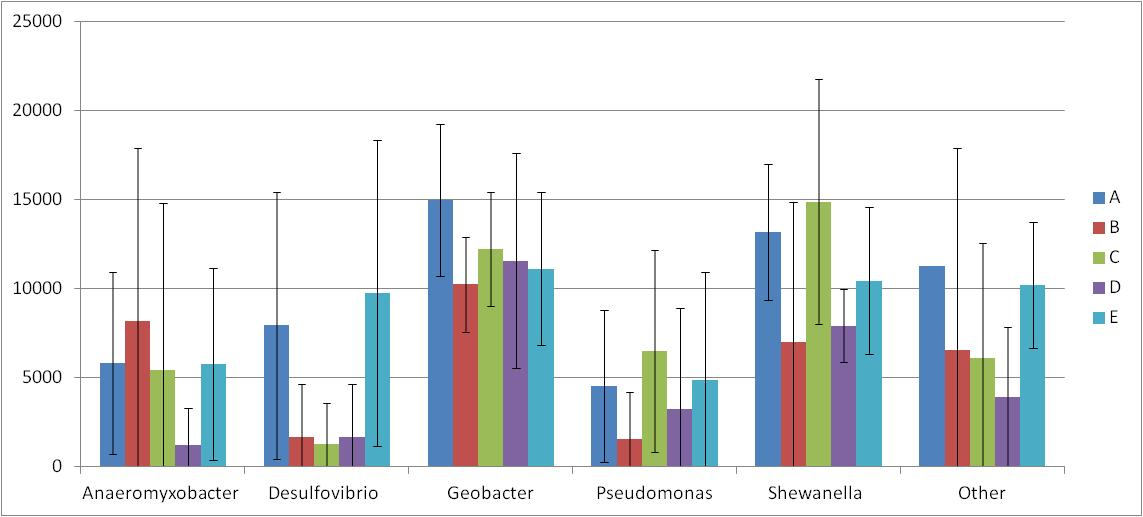 25000
20000
15000
10000
5000
0
Anaeromyxobacter Desulfovibrio Geobacter Pseudomonas Shewanella Other
A
B
C
D
E